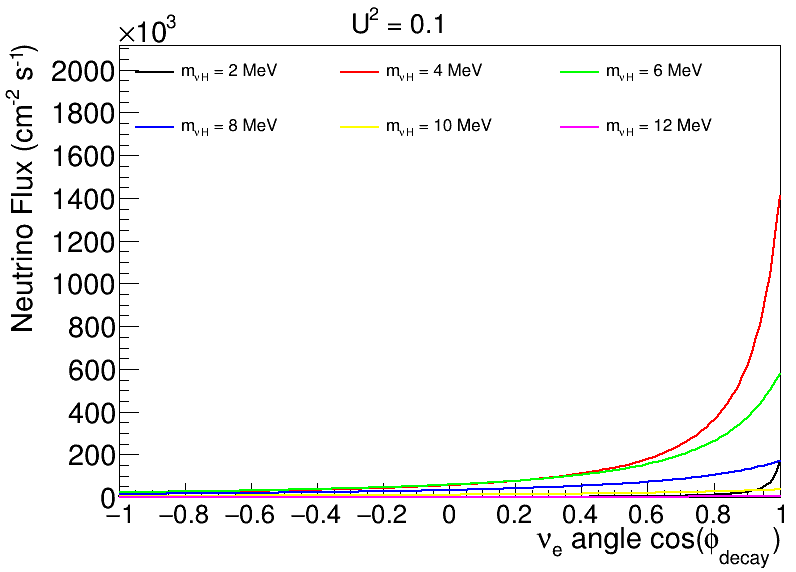 ×10³ U² = 0.1
m_νH = 2 MeV m_νH = 4 MeV m_νH = 6 MeV
m_νH = 8 MeV m_νH = 10 MeV m_νH = 12 MeV
Neutrino Flux (cm⁻² s⁻¹)
2000
1800
1600
1400
1200
1000
800
600
400
200
0
−1 −0.8 −0.6 −0.4 −0.2 0 0.2 0.4 0.6 0.8 1
ν_e angle cos(ϕ_decay)